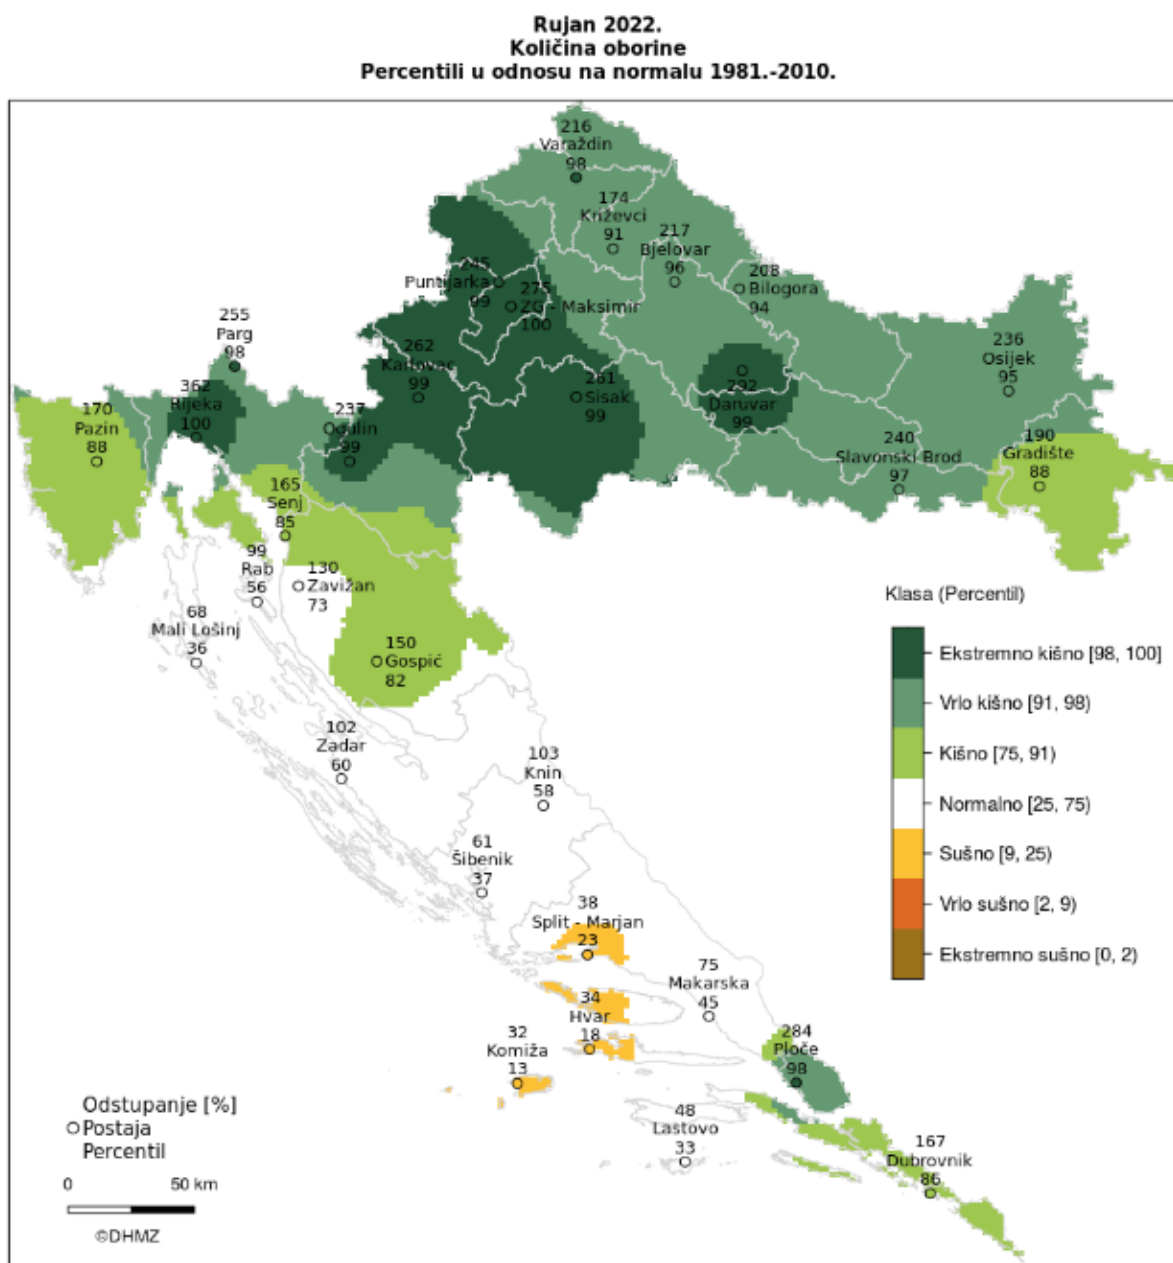 Rujan 2022.
Količina oborine
Percentili u odnosu na normalu 1981.-2010.
216
Varaždin
98
174
Križevci
91
217
Bjelovar
96
208
Bilogora
94
245
Puntijarka
99
275
ZG - Maksimir
100
255
Parg
98
262
Karlovac
99
261
Sisak
99
292
Daruvar
99
236
Osijek
95
362
Rijeka
100
170
Pazin
88
237
Ogulin
99
240
Slavonski Brod
97
190
Gradište
88
165
Senj
85
99
Rab
56
130
Zavižan
73
68
Mali Lošinj
36
150
Gospić
82
102
Zadar
60
103
Knin
58
61
Šibenik
37
38
Split - Marjan
23
75
Makarska
45
34
Hvar
18
32
Komiža
13
284
Ploče
98
48
Lastovo
33
167
Dubrovnik
86
Klasa (Percentil)
Ekstremno kišno [98, 100]
Vrlo kišno [91, 98)
Kišno [75, 91)
Normalno [25, 75)
Sušno [9, 25)
Vrlo sušno [2, 9)
Ekstremno sušno [0, 2)
Odstupanje [%]
Postaja
Percentil
0 50 km
©DHMZ